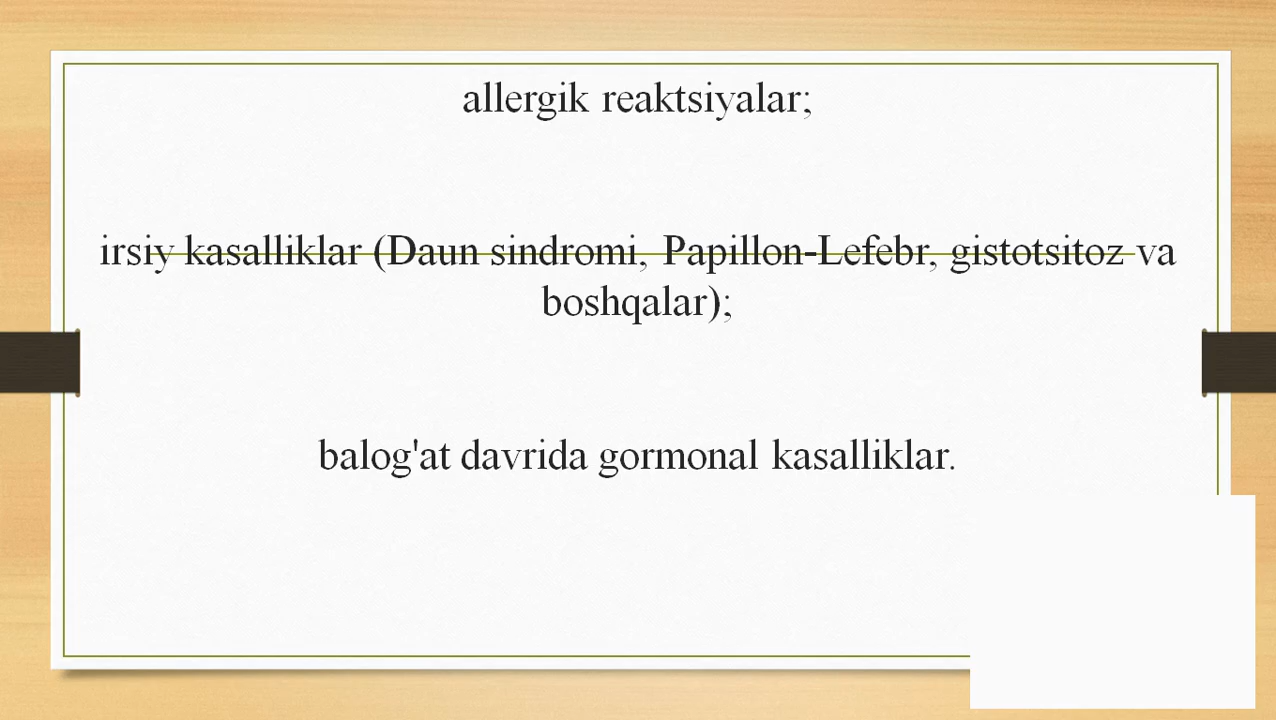 allergik reaktsiyalar;
irsiy kasalliklar (Daun sindromi, Papillon-Lefebr, gistotsitoz va
boshqalar);
balog'at davrida gormonal kasalliklar.